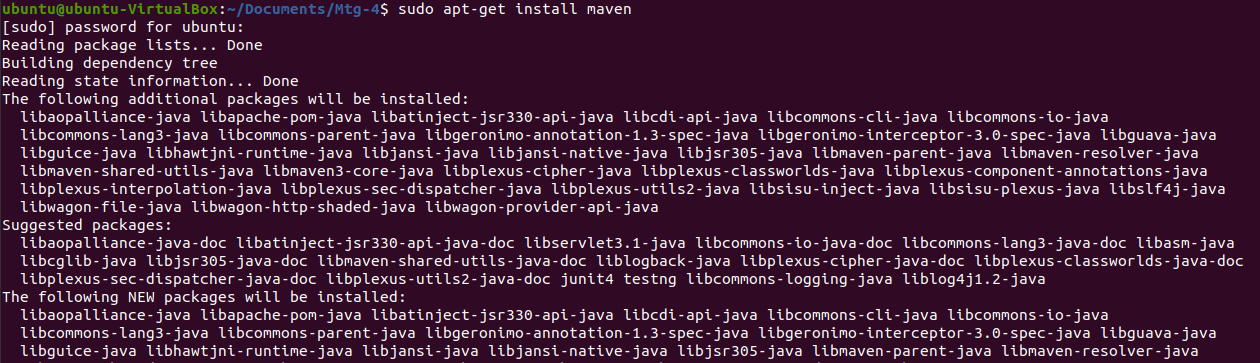 ubuntu@ubuntu-VirtualBox:~/Documents/Mtg-4$ sudo apt-get install maven
[sudo] password for ubuntu:
Reading package lists... Done
Building dependency tree
Reading state information... Done
The following additional packages will be installed:
  libaopalliance-java libapache-pom-java libatinject-jsr330-api-java libcdi-api-java libcommons-cli-java libcommons-io-java
  libcommons-lang3-java libcommons-parent-java libgeronimo-annotation-1.3-spec-java libgeronimo-interceptor-3.0-spec-java libguava-java
  libguice-java libhawtjni-runtime-java libjansi-java libjansi-native-java libjsr305-java libmaven-parent-java libmaven-resolver-java
  libmaven-shared-utils-java libmaven3-core-java libplexus-cipher-java libplexus-classworlds-java libplexus-component-annotations-java
  libplexus-interpolation-java libplexus-sec-dispatcher-java libplexus-utils2-java libsisu-inject-java libsisu-plexus-java libslf4j-java
  libwagon-file-java libwagon-http-shaded-java libwagon-provider-api-java
Suggested packages:
  libaopalliance-java-doc libatinject-jsr330-api-java-doc libservlet3.1-java libcommons-io-java-doc libcommons-lang3-java-doc libasm-java
  libcglib-java libjsr305-java-doc libmaven-shared-utils-java-doc liblogback-java libplexus-cipher-java-doc libplexus-classworlds-java-doc
  libplexus-sec-dispatcher-java-doc libplexus-utils2-java-doc junit4 testng libcommons-logging-java liblog4j1.2-java
The following NEW packages will be installed:
  libaopalliance-java libapache-pom-java libatinject-jsr330-api-java libcdi-api-java libcommons-cli-java libcommons-io-java
  libcommons-lang3-java libcommons-parent-java libgeronimo-annotation-1.3-spec-java libgeronimo-interceptor-3.0-spec-java libguava-java
  libguice-java libhawtjni-runtime-java libjansi-java libjansi-native-java libjsr305-java libmaven-parent-java libmaven-resolver-java